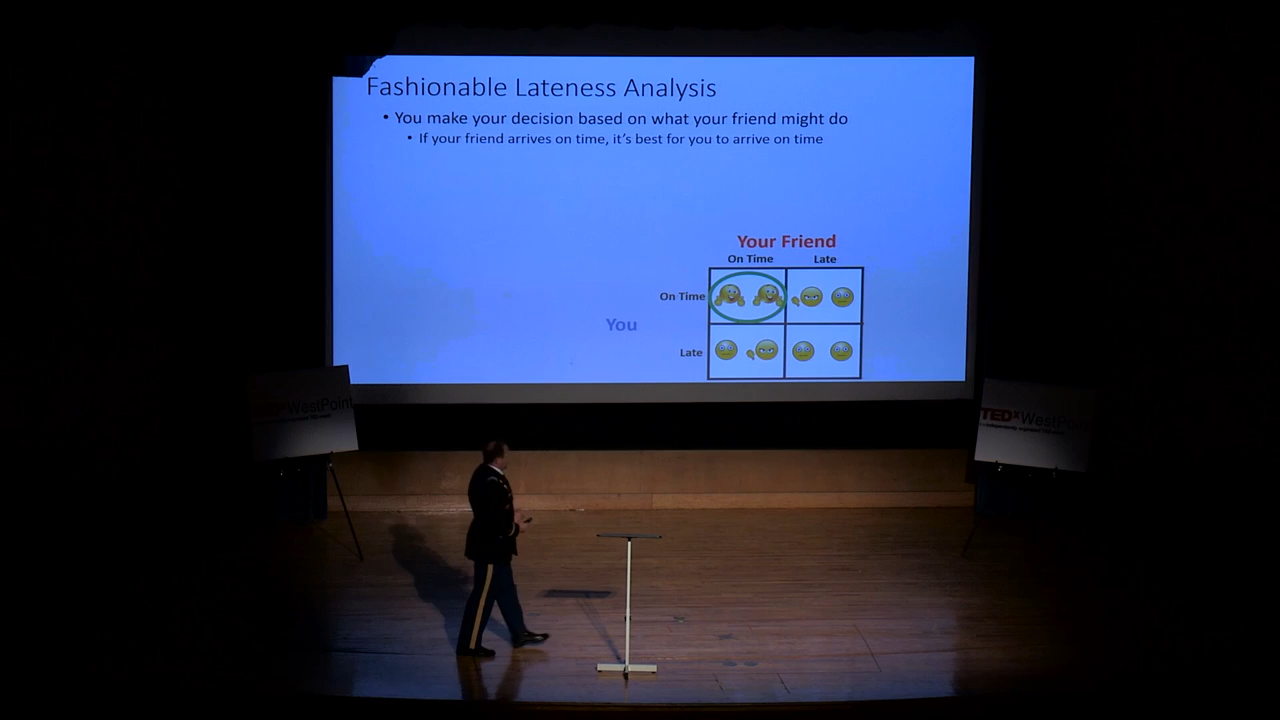 Fashionable Lateness Analysis
• You make your decision based on what your friend might do
• If your friend arrives on time, it's best for you to arrive on time
Your Friend
On Time Late
On Time
You
Late
TEDxWestPoint
TEDxWestPoint